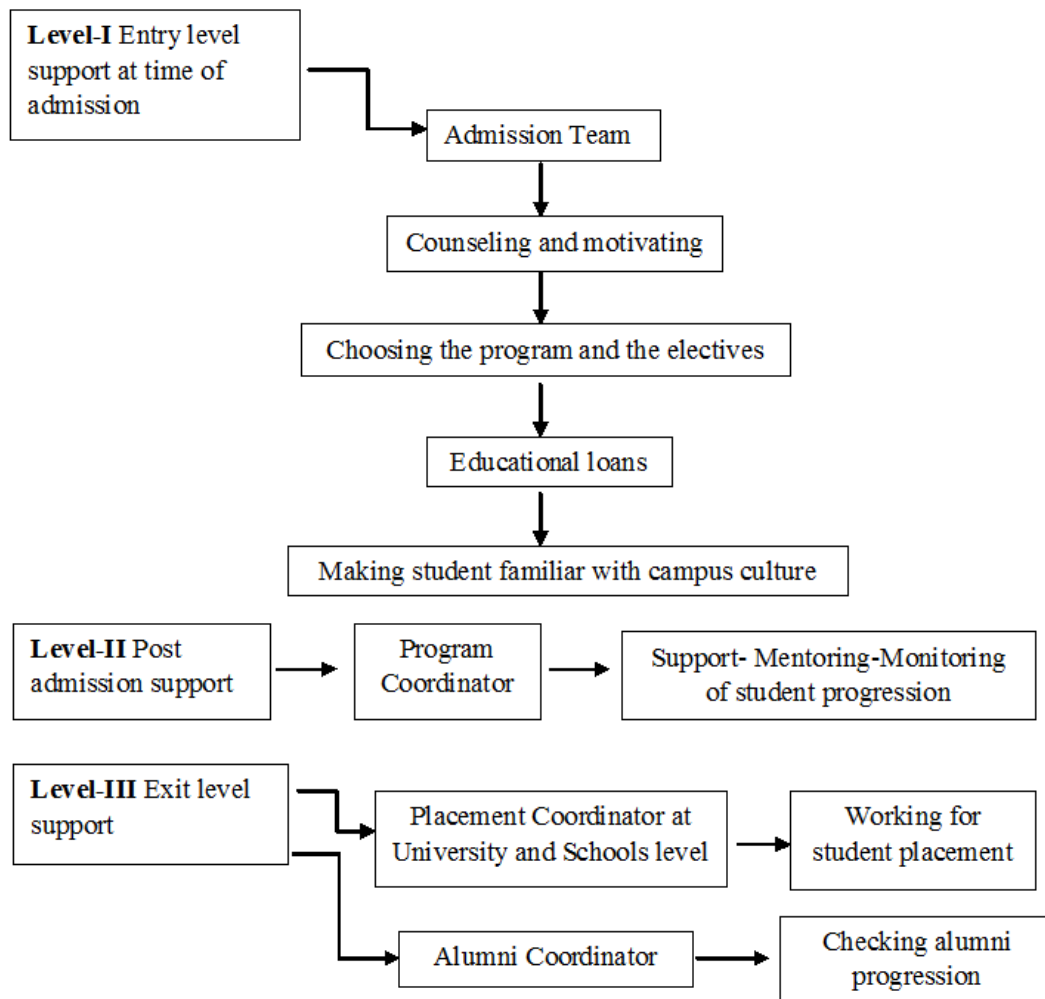 Level-I Entry level
support at time of
admission
Admission Team
Counseling and motivating
Choosing the program and the electives
Educational loans
Making student familiar with campus culture
Level-II Post
admission support
Program
Coordinator
Support- Mentoring-Monitoring
of student progression
Level-III Exit level
support
Placement Coordinator at
University and Schools level
Working for
student placement
Alumni Coordinator
Checking alumni
progression